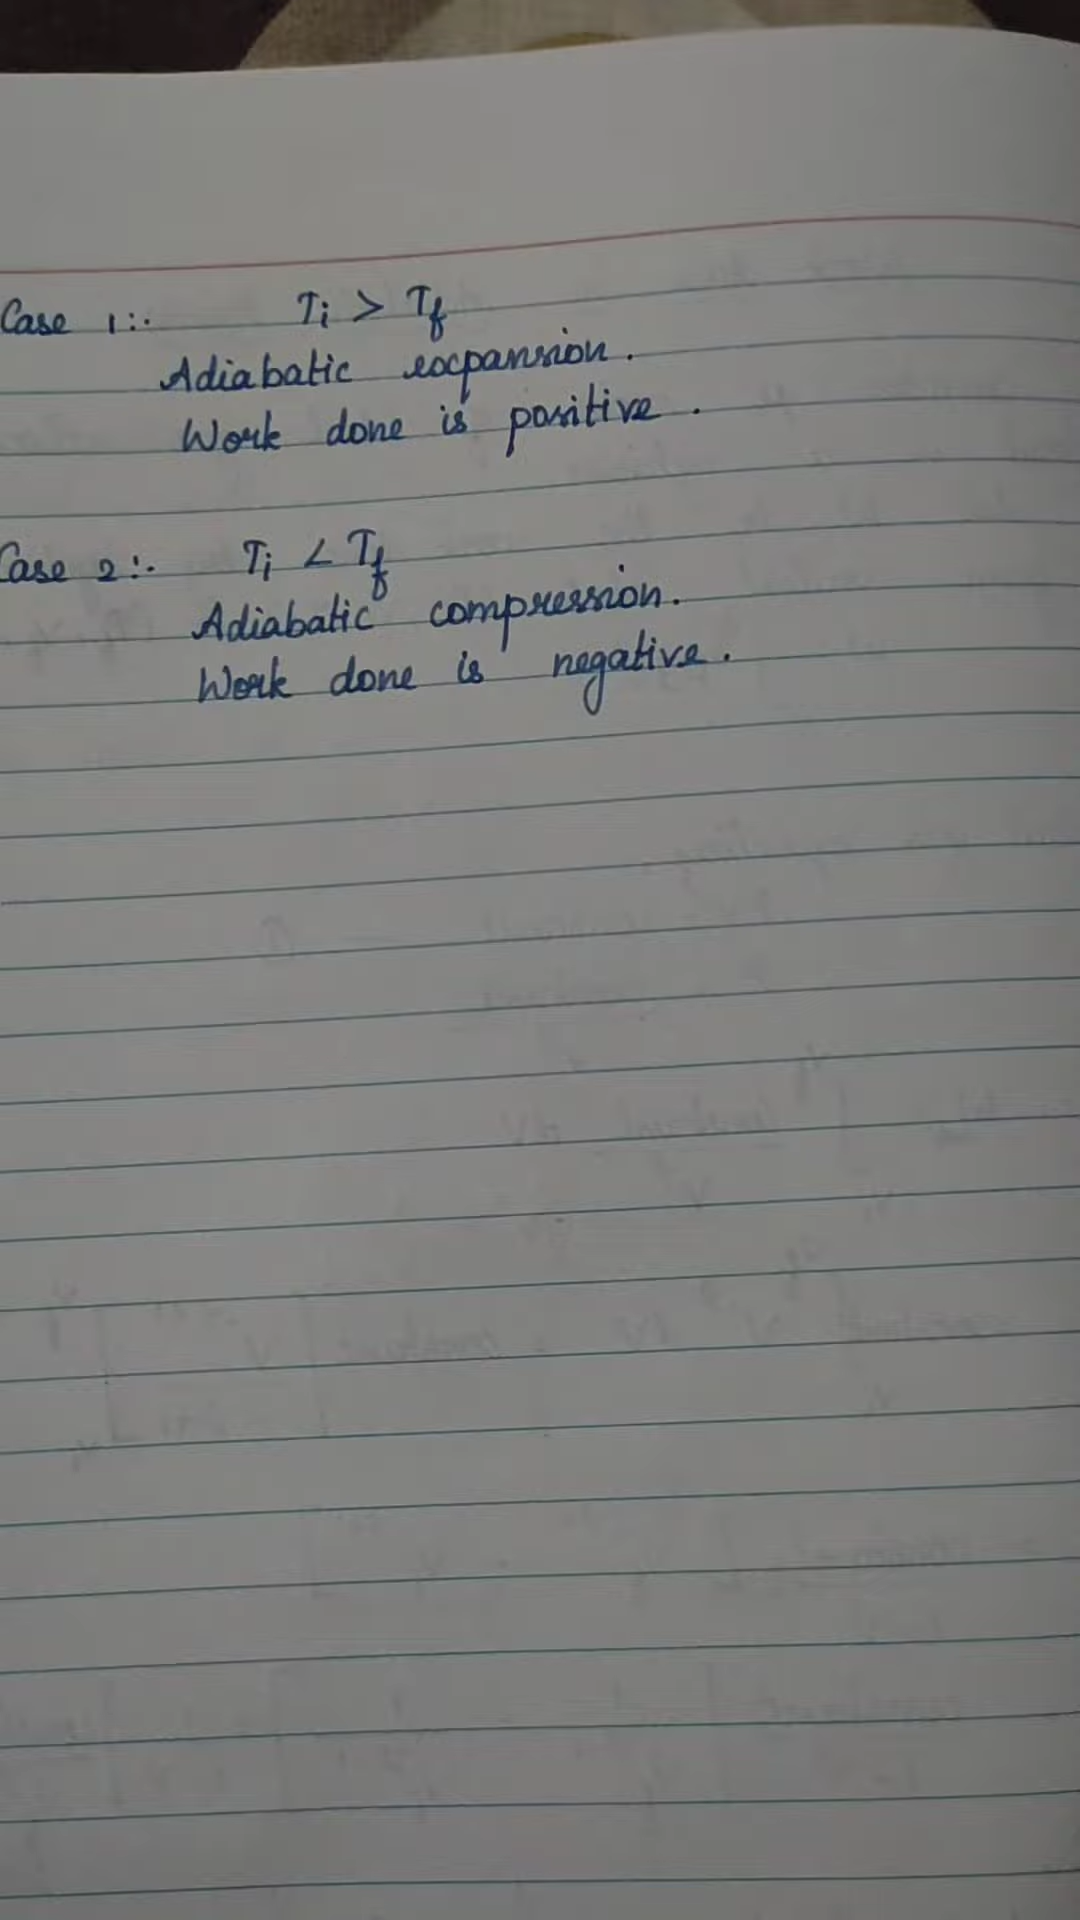 Case 1:- Ti > Tf
Adiabatic expansion.
Work done is positive.
Case 2:- Ti < Tf
Adiabatic compression.
Work done is negative.